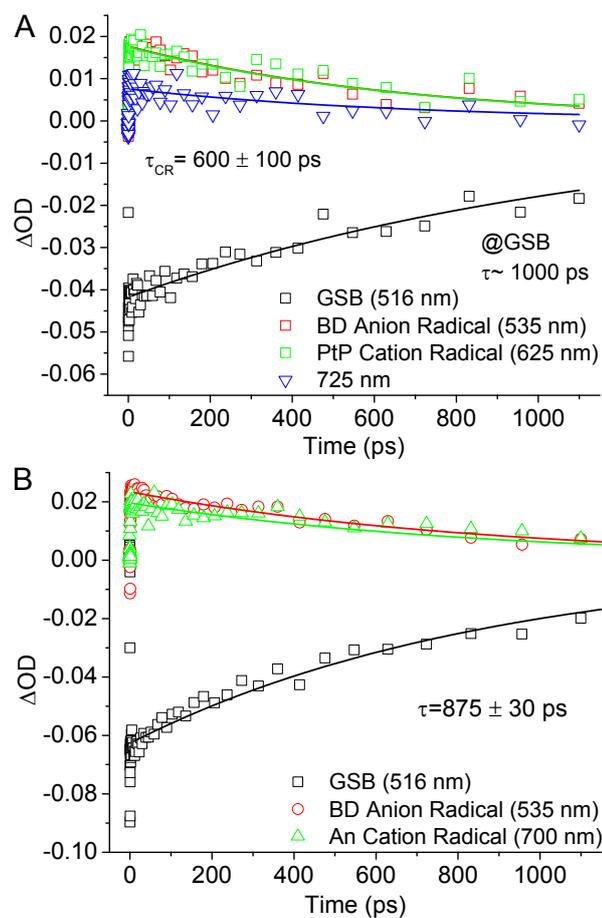 A
0.02
0.01
0.00
-0.01
-0.02
-0.03
-0.04
-0.05
-0.06
ΔOD
τCR= 600 ± 100 ps
@GSB
τ~ 1000 ps
GSB (516 nm)
BD Anion Radical (535 nm)
PtP Cation Radical (625 nm)
725 nm
0 200 400 600 800 1000
Time (ps)
B
0.02
0.00
-0.02
-0.04
-0.06
-0.08
-0.10
ΔOD
τ=875 ± 30 ps
GSB (516 nm)
BD Anion Radical (535 nm)
An Cation Radical (700 nm)
0 200 400 600 800 1000
Time (ps)